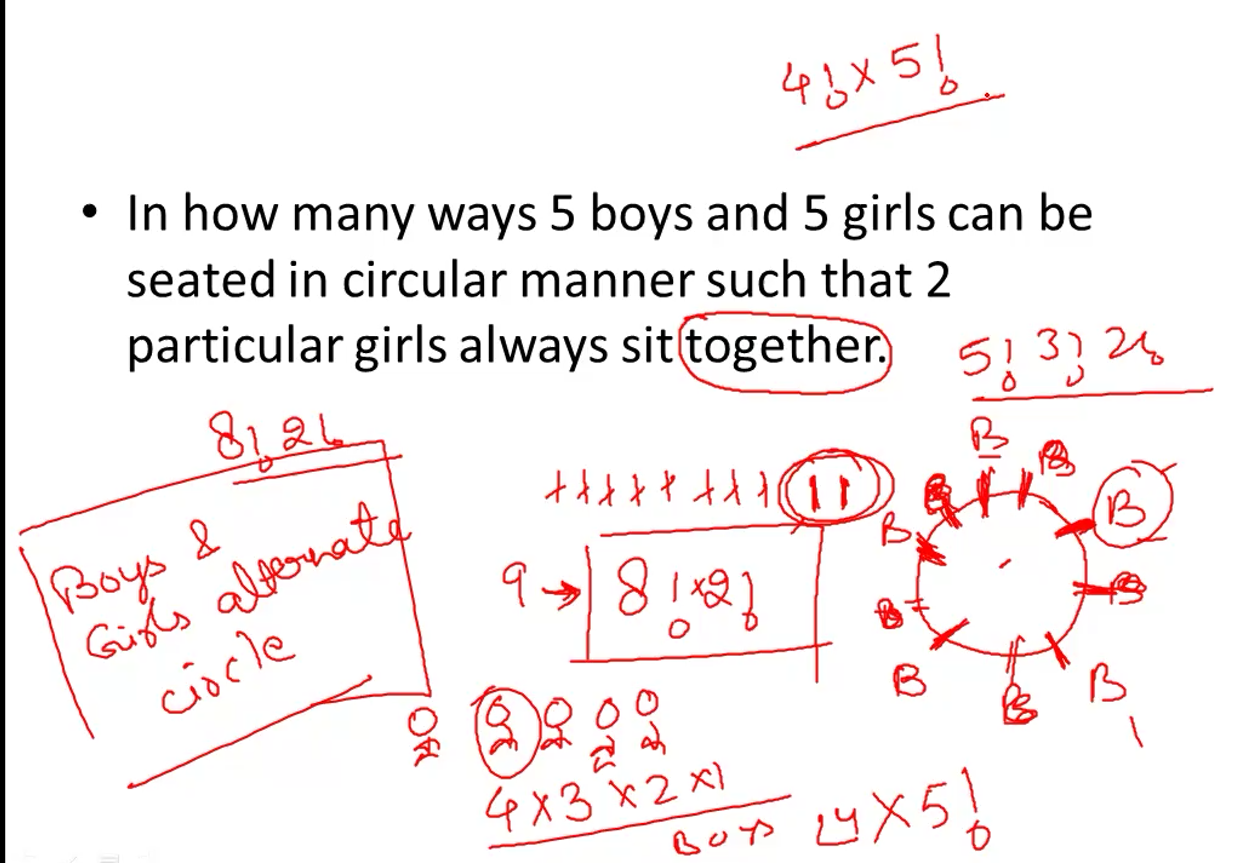 4! × 5!
• In how many ways 5 boys and 5 girls can be
seated in circular manner such that 2
particular girls always sit together.
5! 3! 2!
8! 2!
Boys &
Girls alternate
circle
9 → 8! × 2!
B
B
B
B
B
B
B
B
4 × 3 × 2 × 1
Boys
× 5!